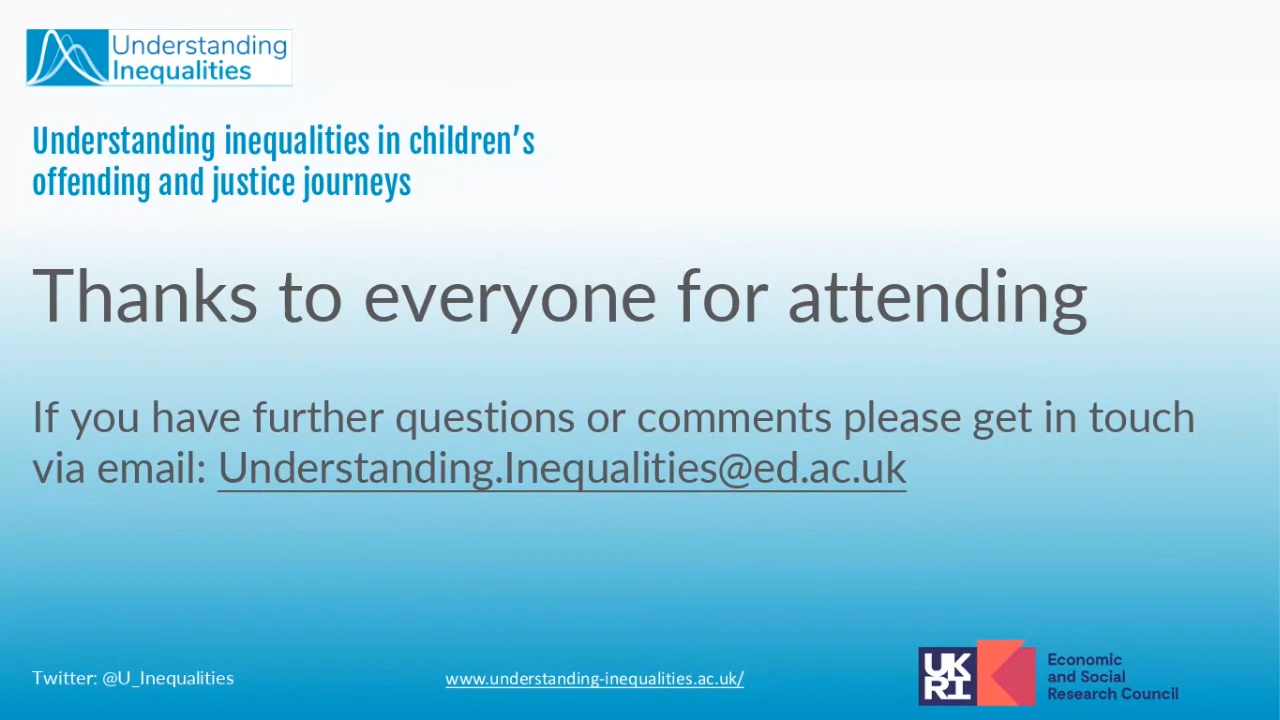 Understanding
Inequalities
Understanding inequalities in children’s
offending and justice journeys
Thanks to everyone for attending
If you have further questions or comments please get in touch
via email: Understanding.Inequalities@ed.ac.uk
Twitter: @U_Inequalities
www.understanding-inequalities.ac.uk/
UK
RI
Economic
and Social
Research Council